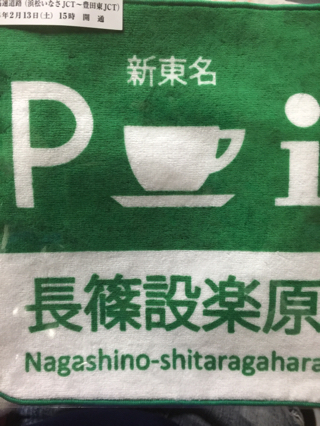 速道路(浜松いなさJCT～豊田東JCT)
年2月13日(土) 15時 開 通
新東名
P i
長篠設楽原
Nagashino-shitaragahara